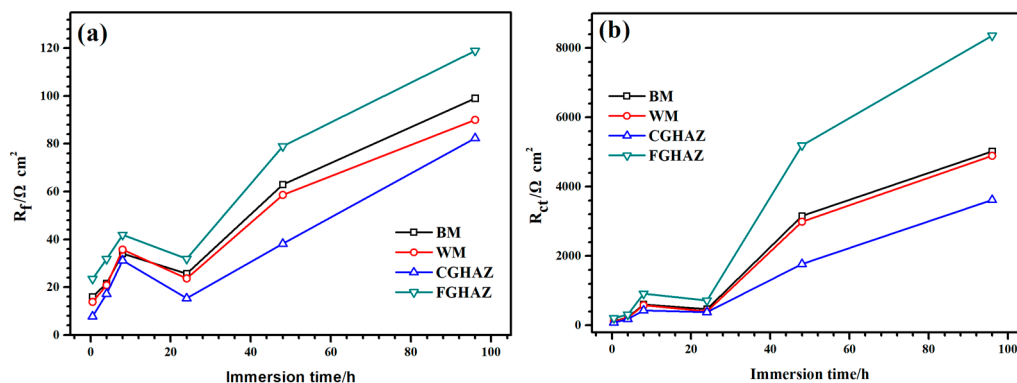 (a)
120
100
80
60
40
20
0
R_f/Ω cm²
BM
WM
CGHAZ
FGHAZ
0 20 40 60 80 100
Immersion time/h
(b)
8000
6000
4000
2000
0
R_ct/Ω cm²
BM
WM
CGHAZ
FGHAZ
0 20 40 60 80 100
Immersion time/h